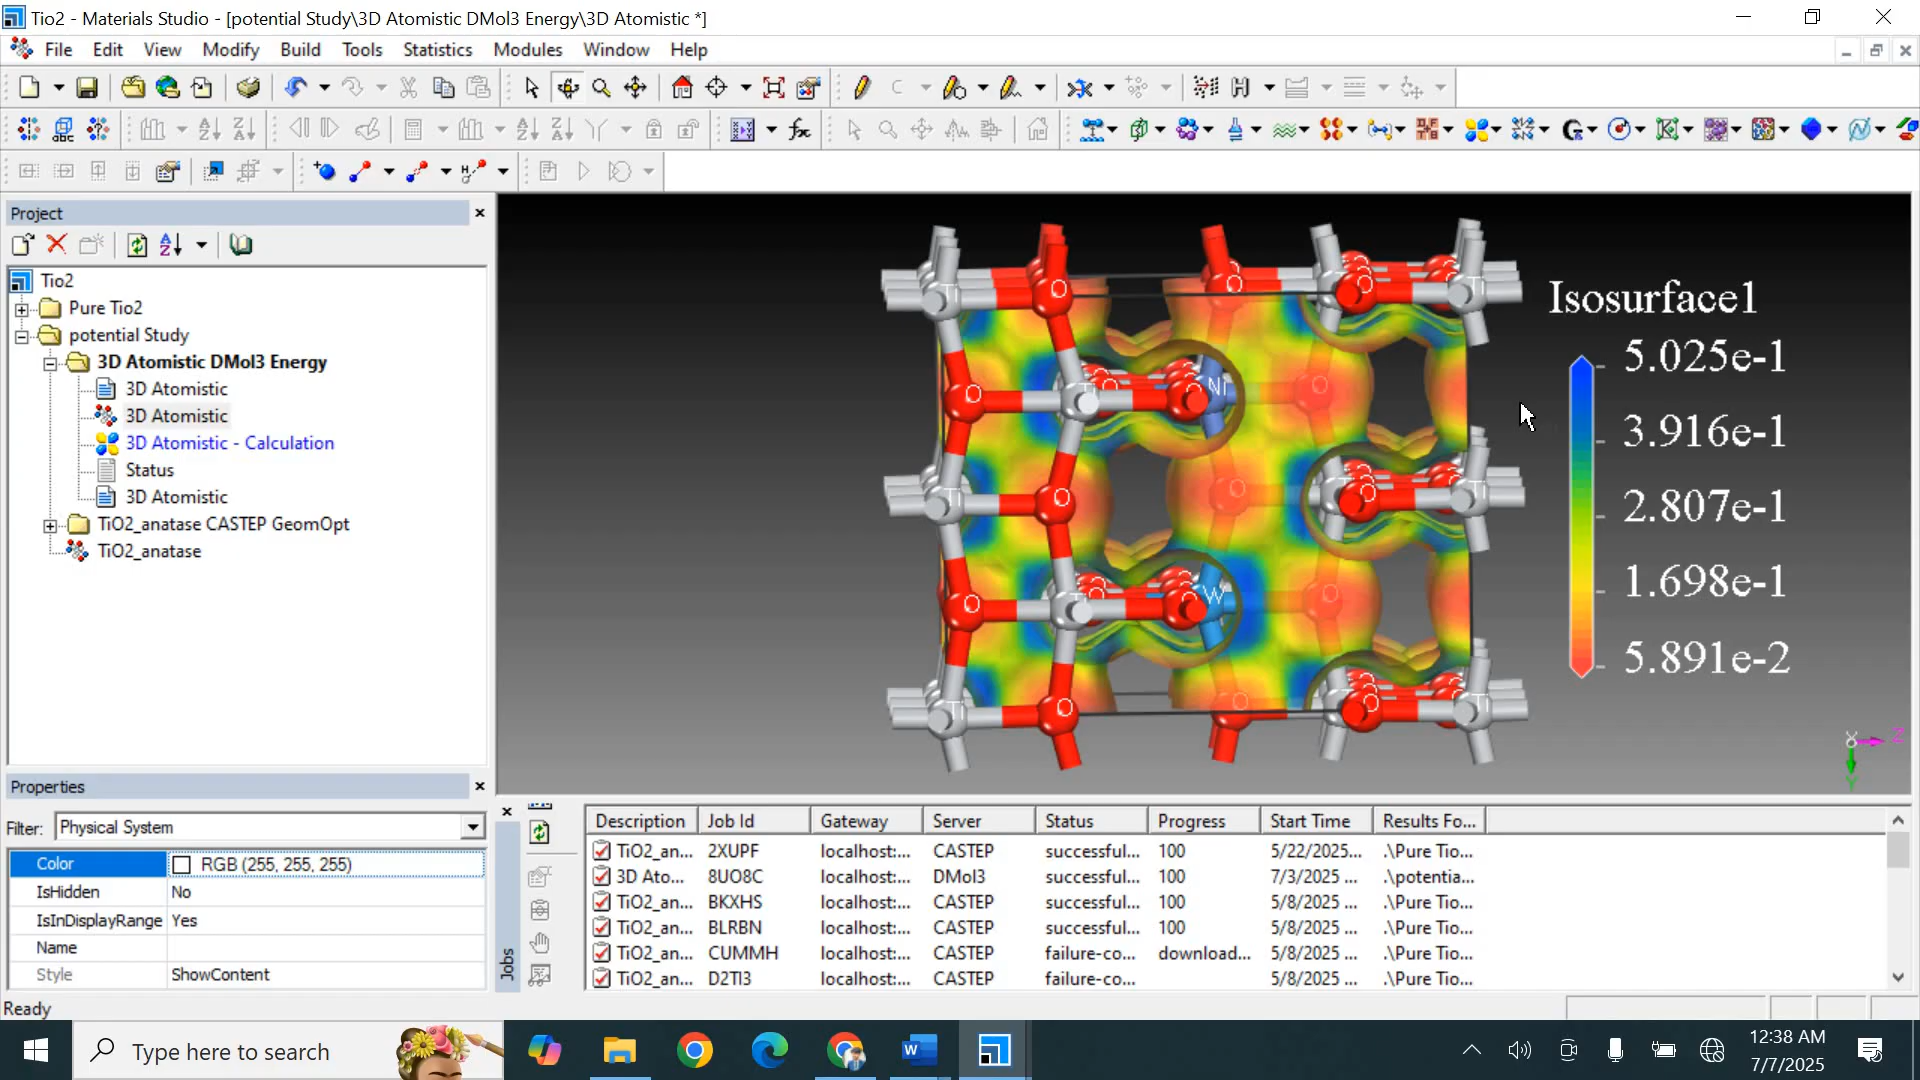 Tio2 - Materials Studio - [potential Study\3D Atomistic DMol3 Energy\3D Atomistic *]
File Edit View Modify Build Tools Statistics Modules Window Help
Project
Tio2
Pure Tio2
potential Study
3D Atomistic DMol3 Energy
3D Atomistic
3D Atomistic
3D Atomistic - Calculation
Status
3D Atomistic
TiO2_anatase CASTEP GeomOpt
TiO2_anatase
Properties
Filter: Physical System
Color RGB (255, 255, 255)
IsHidden No
IsInDisplayRange Yes
Name
Style ShowContent
Isosurface1
5.025e-1
3.916e-1
2.807e-1
1.698e-1
5.891e-2
O O O O
O O Ni O
O O O
O O W O
O O O
Jobs
Description Job Id Gateway Server Status Progress Start Time Results Fo...
TiO2_an... 2XUPF localhost:... CASTEP successful... 100 5/22/2025... .\Pure Tio...
3D Ato... 8UO8C localhost:... DMol3 successful... 100 7/3/2025 ... .\potentia...
TiO2_an... BKXHS localhost:... CASTEP successful... 100 5/8/2025 ... .\Pure Tio...
TiO2_an... BLRBN localhost:... CASTEP successful... 100 5/8/2025 ... .\Pure Tio...
TiO2_an... CUMMH localhost:... CASTEP failure-co... download... 5/8/2025 ... .\Pure Tio...
TiO2_an... D2TI3 localhost:... CASTEP failure-co... 5/8/2025 ... .\Pure Tio...
Ready
Type here to search
12:38 AM
7/7/2025